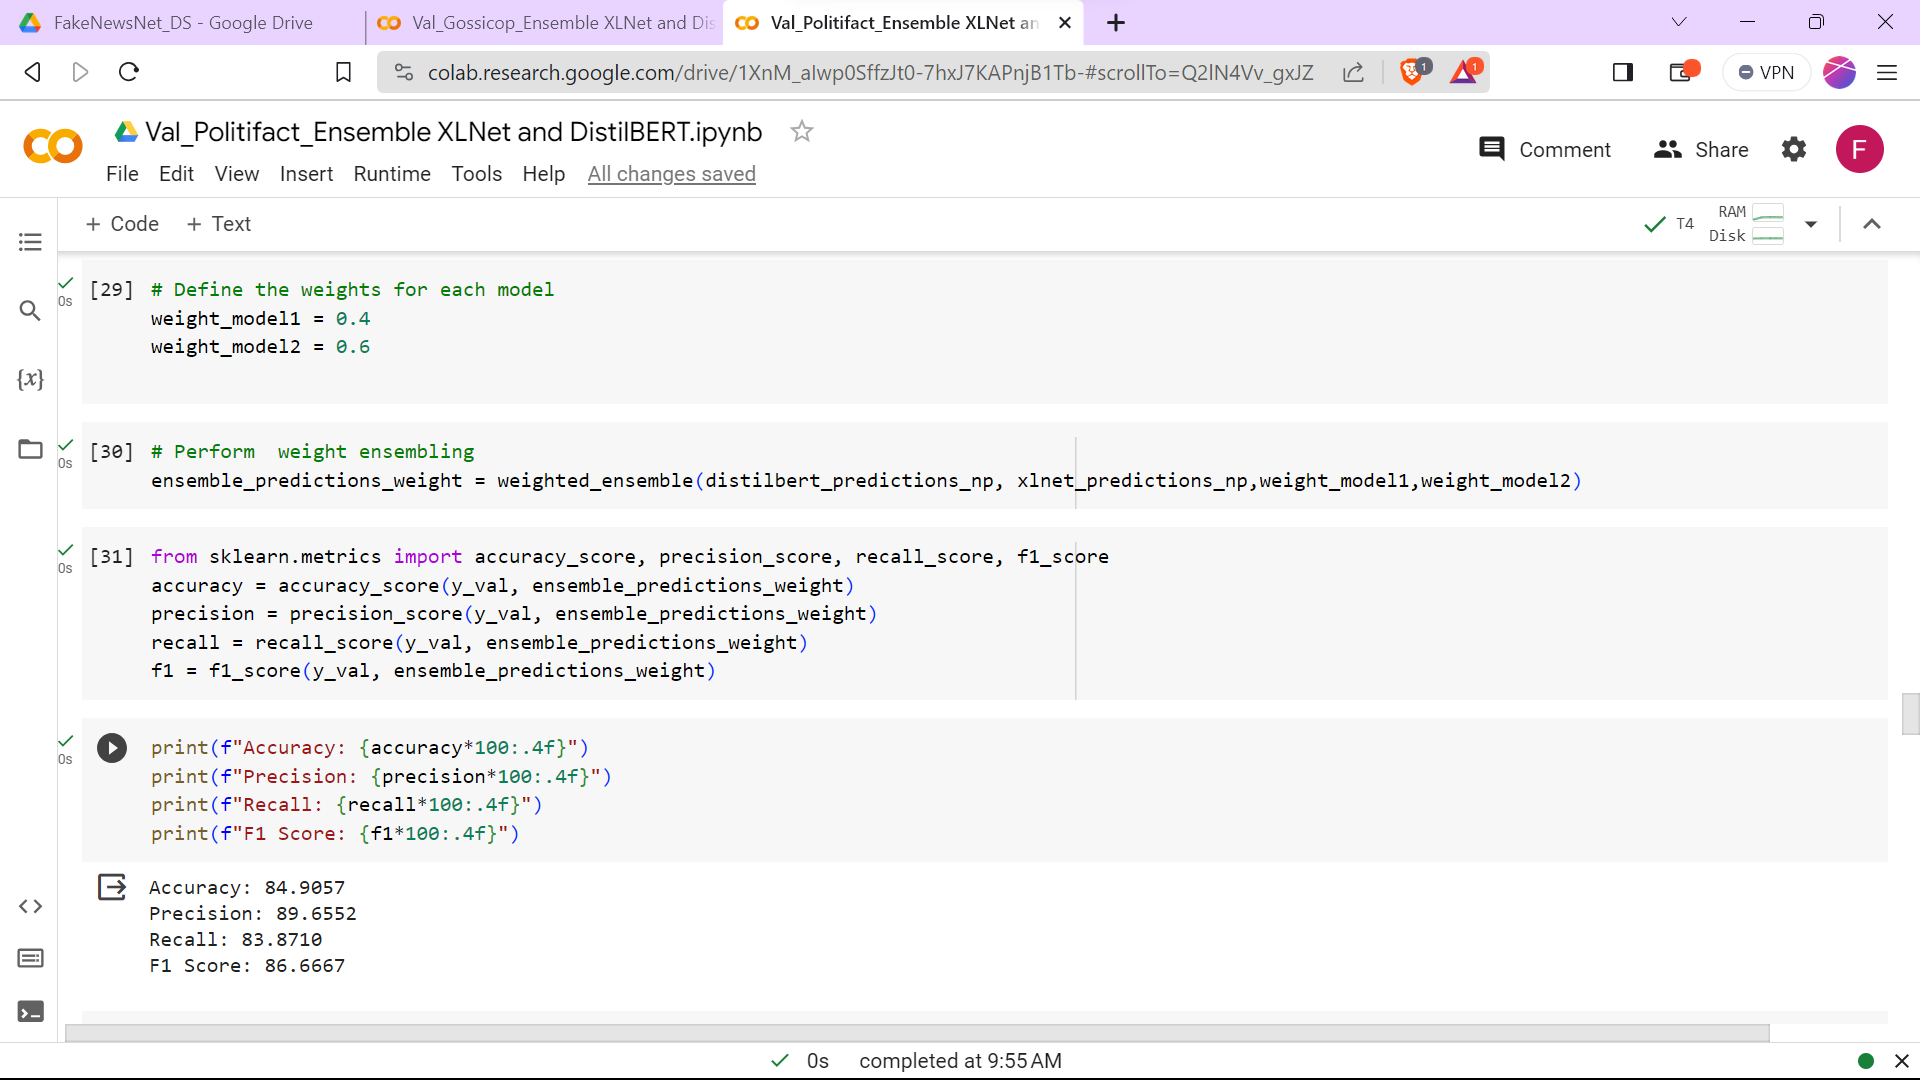 FakeNewsNet_DS - Google Drive
Val_Gossicop_Ensemble XLNet and Dis
Val_Politifact_Ensemble XLNet an
colab.research.google.com/drive/1XnM_aIwp0SffzJt0-7hxJ7KAPnjB1Tb-#scrollTo=Q2lN4Vv_gxJZ
1
1
VPN
Val_Politifact_Ensemble XLNet and DistilBERT.ipynb
Comment
Share
F
File Edit View Insert Runtime Tools Help All changes saved
+ Code + Text
T4
RAM
Disk
{x}
0s
[29] # Define the weights for each model
weight_model1 = 0.4
weight_model2 = 0.6
0s
[30] # Perform  weight ensembling
ensemble_predictions_weight = weighted_ensemble(distilbert_predictions_np, xlnet_predictions_np,weight_model1,weight_model2)
0s
[31] from sklearn.metrics import accuracy_score, precision_score, recall_score, f1_score
accuracy = accuracy_score(y_val, ensemble_predictions_weight)
precision = precision_score(y_val, ensemble_predictions_weight)
recall = recall_score(y_val, ensemble_predictions_weight)
f1 = f1_score(y_val, ensemble_predictions_weight)
0s
print(f"Accuracy: {accuracy*100:.4f}")
print(f"Precision: {precision*100:.4f}")
print(f"Recall: {recall*100:.4f}")
print(f"F1 Score: {f1*100:.4f}")
Accuracy: 84.9057
Precision: 89.6552
Recall: 83.8710
F1 Score: 86.6667
0s completed at 9:55 AM